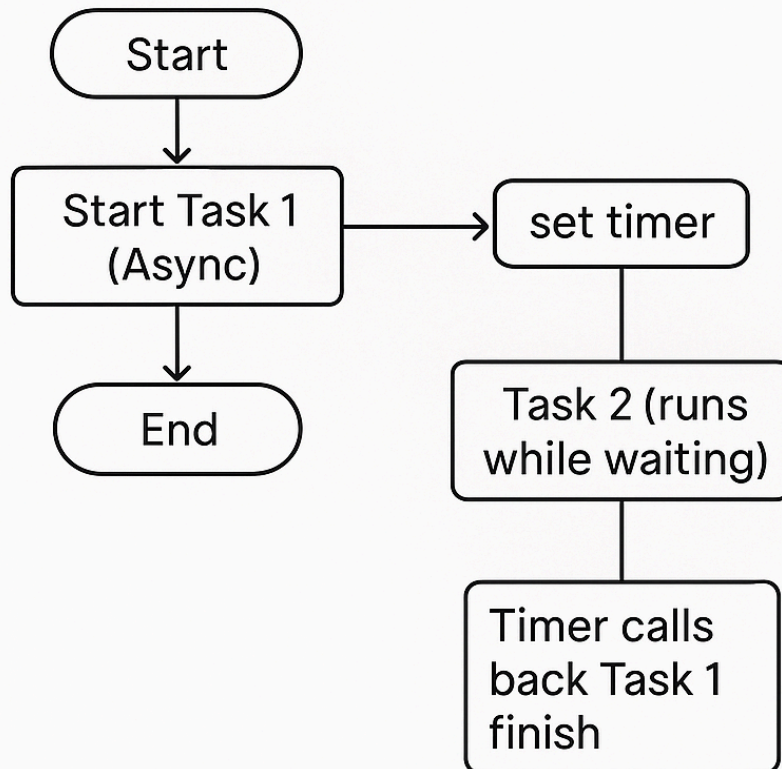 Start
Start Task 1
(Async)
set timer
End
Task 2 (runs
while waiting)
Timer calls
back Task 1
finish